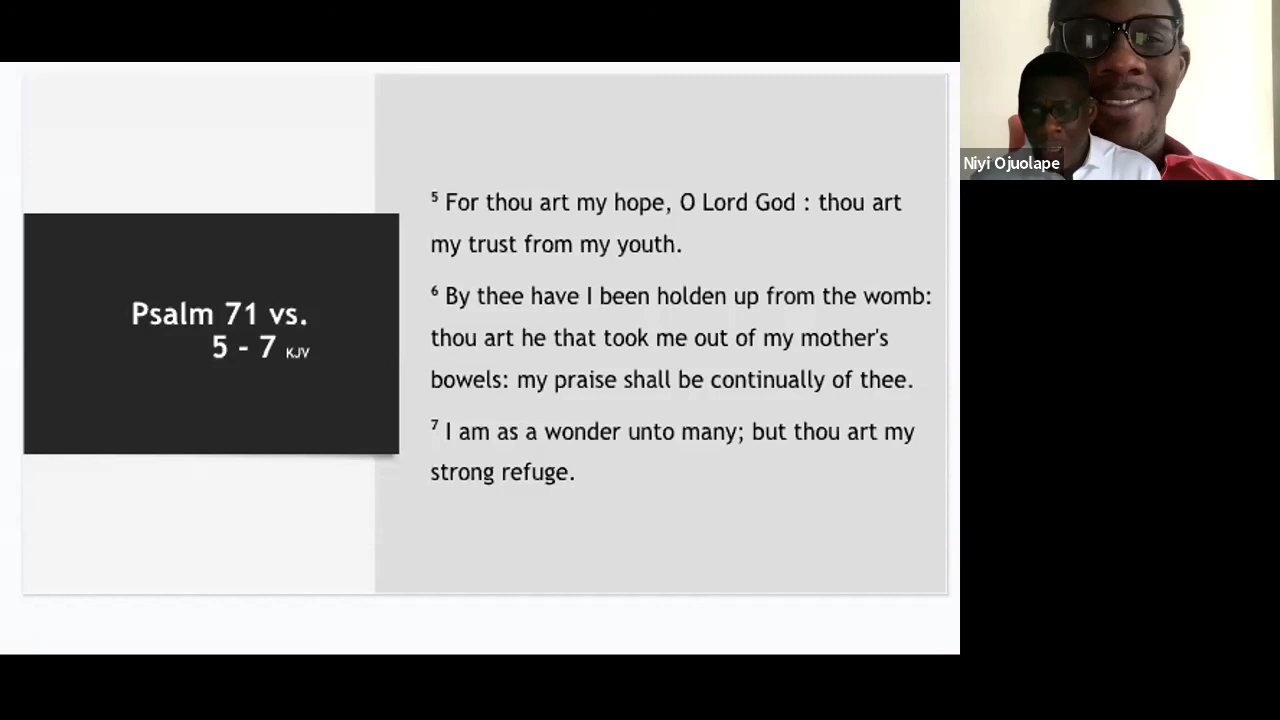 Psalm 71 vs.
5 - 7 KJV
⁵ For thou art my hope, O Lord God : thou art
my trust from my youth.
⁶ By thee have I been holden up from the womb:
thou art he that took me out of my mother's
bowels: my praise shall be continually of thee.
⁷ I am as a wonder unto many; but thou art my
strong refuge.
Niyi Ojuolape